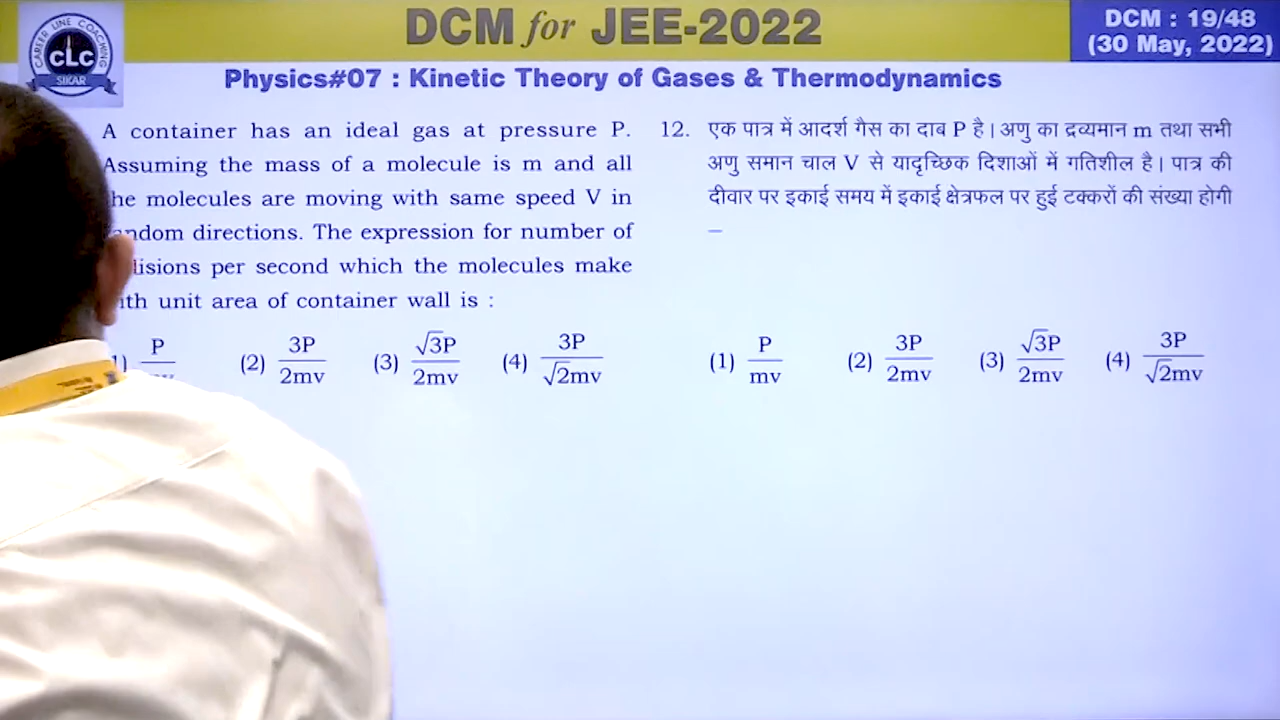 DCM for JEE-2022
DCM : 19/48
(30 May, 2022)
CAREER LINE COACHING
CLC
SIKAR
Physics#07 : Kinetic Theory of Gases & Thermodynamics
A container has an ideal gas at pressure P.
Assuming the mass of a molecule is m and all
the molecules are moving with same speed V in
random directions. The expression for number of
unit area of container wall is :
per second which the molecules make
P
(2) 3P / 2mv (3) √3P / 2mv (4) 3P / √2mv
12. एक पात्र में आदर्श गैस का दाब P है। अणु का द्रव्यमान m तथा सभी
अणु समान चाल V से यादृच्छिक दिशाओं में गतिशील है। पात्र की
दीवार पर इकाई समय में इकाई क्षेत्रफल पर हुई टक्करों की संख्या होगी
–
(1) P / mv (2) 3P / 2mv (3) √3P / 2mv (4) 3P / √2mv